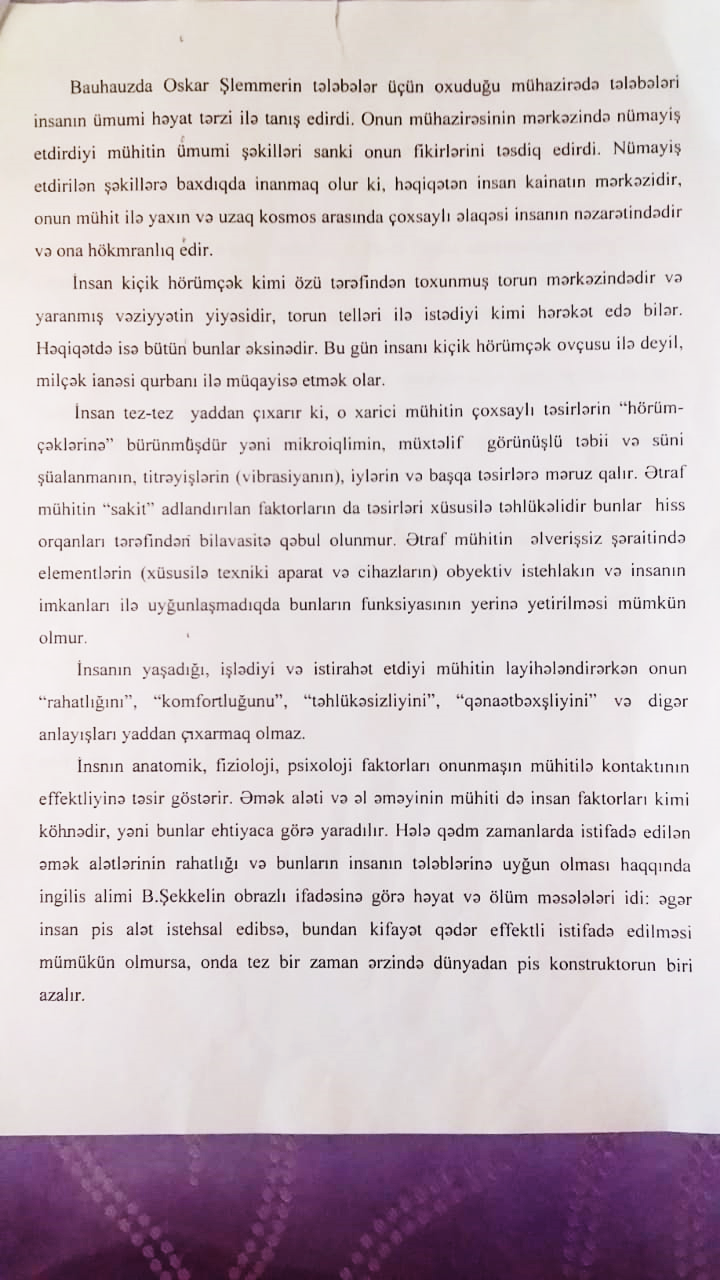 Bauhauzda Oskar Şlemmerin tələbələr üçün oxuduğu mühazirədə tələbələri
insanın ümumi həyat tərzi ilə tanış edirdi. Onun mühazirəsinin mərkəzində nümayiş
etdirdiyi mühitin ümumi şəkilləri sanki onun fikirlərini təsdiq edirdi. Nümayiş
etdirilən şəkillərə baxdıqda inanmaq olur ki, həqiqətən insan kainatın mərkəzidir,
onun mühit ilə yaxın və uzaq kosmos arasında çoxsaylı əlaqəsi insanın nəzarətindədir
və ona hökmranlıq edir.
İnsan kiçik hörümçək kimi özü tərəfindən toxunmuş torun mərkəzindədir və
yaranmış vəziyyətin yiyəsidir, torun telləri ilə istədiyi kimi hərəkət edə bilər.
Həqiqətdə isə bütün bunlar əksinədir. Bu gün insanı kiçik hörümçək ovçusu ilə deyil,
milçək ianəsi qurbanı ilə müqayisə etmək olar.
İnsan tez-tez yaddan çıxarır ki, o xarici mühitin çoxsaylı təsirlərin “hörüm-
çəklərinə” bürünmüşdür yəni mikroiqlimin, müxtəlif görünüşlü təbii və süni
şüalanmanın, titrəyişlərin (vibrasiyanın), iylərin və başqa təsirlərə məruz qalır. Ətraf
mühitin “sakit” adlandırılan faktorların da təsirləri xüsusilə təhlükəlidir bunlar hiss
orqanları tərəfindən bilavasitə qəbul olunmur. Ətraf mühitin əlverişsiz şəraitində
elementlərin (xüsusilə texniki aparat və cihazların) obyektiv istehlakın və insanın
imkanları ilə uyğunlaşmadıqda bunların funksiyasının yerinə yetirilməsi mümkün
olmur.
İnsanın yaşadığı, işlədiyi və istirahət etdiyi mühitin layihələndirərkən onun
“rahatlığını”, “komfortluğunu”, “təhlükəsizliyini”, “qənaətbəxşliyini” və digər
anlayışları yaddan çıxarmaq olmaz.
İnsnın anatomik, fizioloji, psixoloji faktorları onunmaşın mühitilə kontaktının
effektliyinə təsir göstərir. Əmək aləti və əl əməyinin mühiti də insan faktorları kimi
köhnədir, yəni bunlar ehtiyaca görə yaradılır. Hələ qədm zamanlarda istifadə edilən
əmək alətlərinin rahatlığı və bunların insanın tələblərinə uyğun olması haqqında
ingilis alimi B.Şekkelin obrazlı ifadəsinə görə həyat və ölüm məsələləri idi: əgər
insan pis alət istehsal edibsə, bundan kifayət qədər effektli istifadə edilməsi
mümükün olmursa, onda tez bir zaman ərzində dünyadan pis konstruktorun biri
azalır.